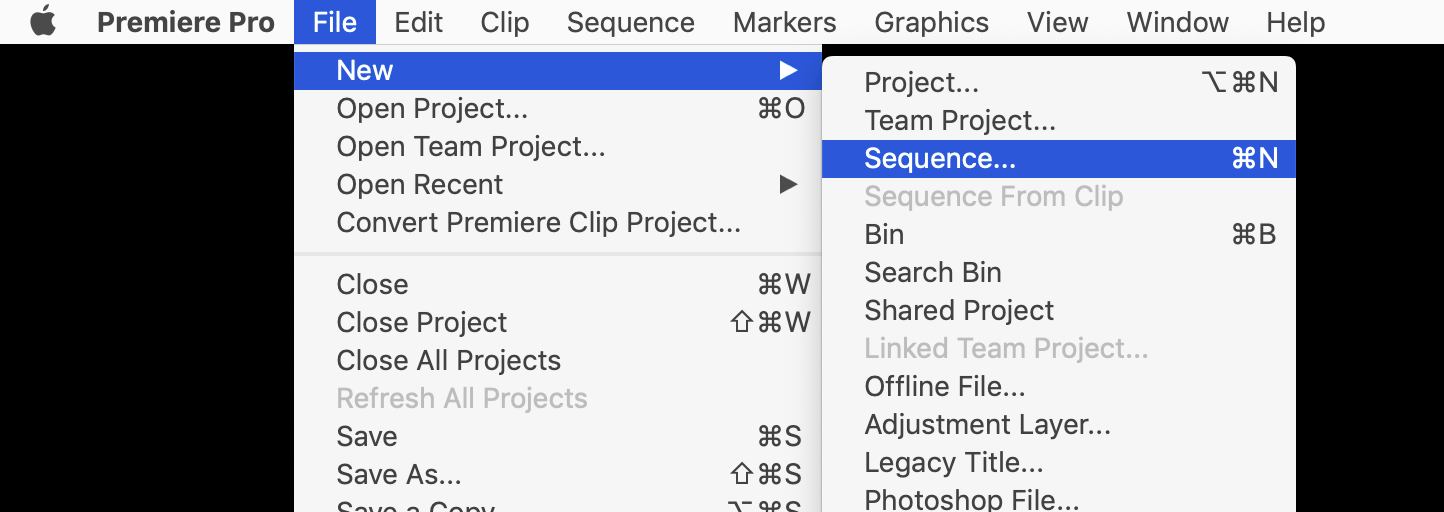 Premiere Pro File Edit Clip Sequence Markers Graphics View Window Help
New ▶
Open Project... ⌘O
Open Team Project...
Open Recent ▶
Convert Premiere Clip Project...
Close ⌘W
Close Project ⇧⌘W
Close All Projects
Refresh All Projects
Save ⌘S
Save As... ⇧⌘S
Save a Copy... ⌥⌘S
Project... ⌥⌘N
Team Project...
Sequence... ⌘N
Sequence From Clip
Bin ⌘B
Search Bin
Shared Project
Linked Team Project...
Offline File...
Adjustment Layer...
Legacy Title...
Photoshop File...